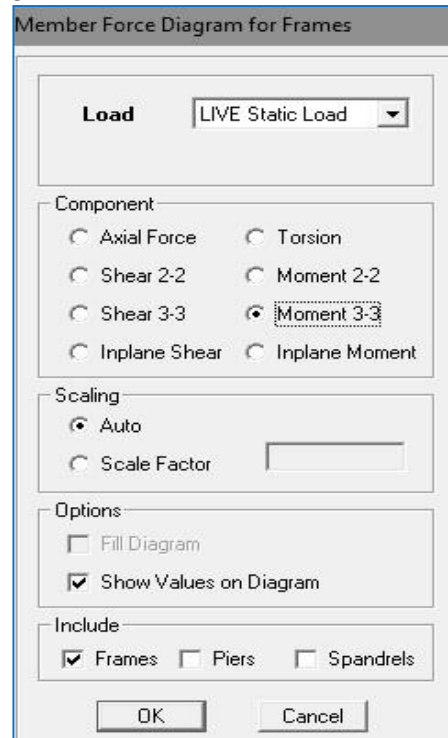 Member Force Diagram for Frames
Load LIVE Static Load
Component
Axial Force Torsion
Shear 2-2 Moment 2-2
Shear 3-3 Moment 3-3
Inplane Shear Inplane Moment
Scaling
Auto
Scale Factor
Options
Fill Diagram
Show Values on Diagram
Include
Frames Piers Spandrels
OK Cancel